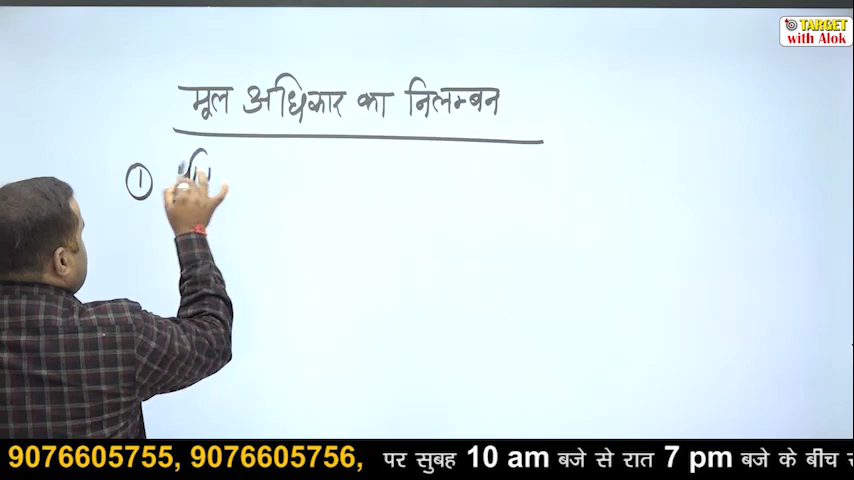 TARGET
with Alok
मूल अधिकार का निलम्बन
①
9076605755, 9076605756, पर सुबह 10 am बजे से रात 7 pm बजे के बीच